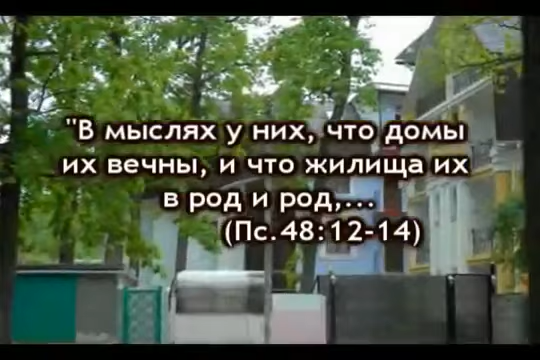 "В мыслях у них, что домы
их вечны, и что жилища их
в род и род,...
(Пс.48:12-14)